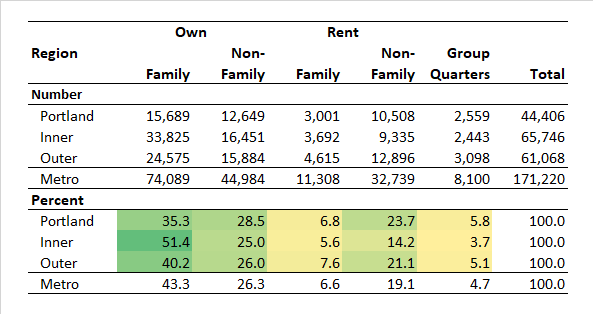 Own Rent
Region Non- Non- Group
Family Family Family Family Quarters Total
Number
Portland 15,689 12,649 3,001 10,508 2,559 44,406
Inner 33,825 16,451 3,692 9,335 2,443 65,746
Outer 24,575 15,884 4,615 12,896 3,098 61,068
Metro 74,089 44,984 11,308 32,739 8,100 171,220
Percent
Portland 35.3 28.5 6.8 23.7 5.8 100.0
Inner 51.4 25.0 5.6 14.2 3.7 100.0
Outer 40.2 26.0 7.6 21.1 5.1 100.0
Metro 43.3 26.3 6.6 19.1 4.7 100.0